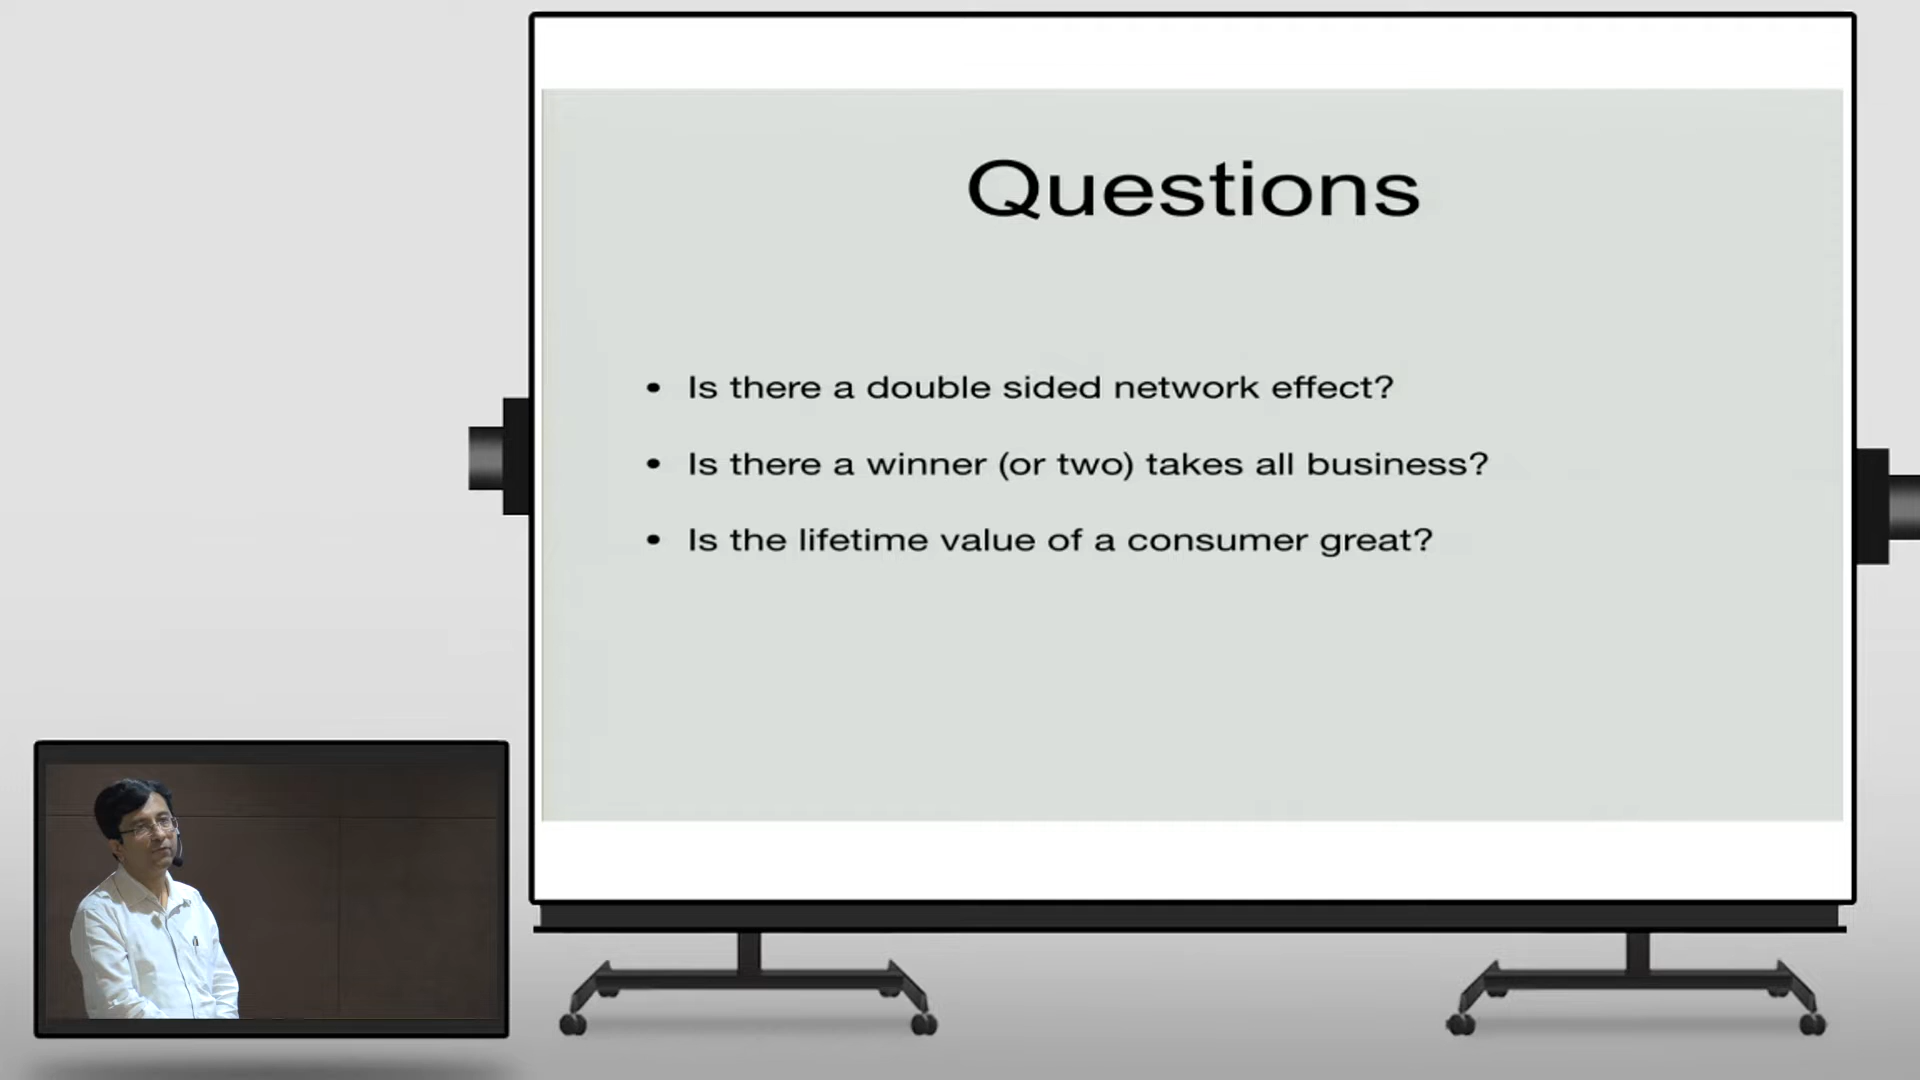 Questions
• Is there a double sided network effect?
• Is there a winner (or two) takes all business?
• Is the lifetime value of a consumer great?